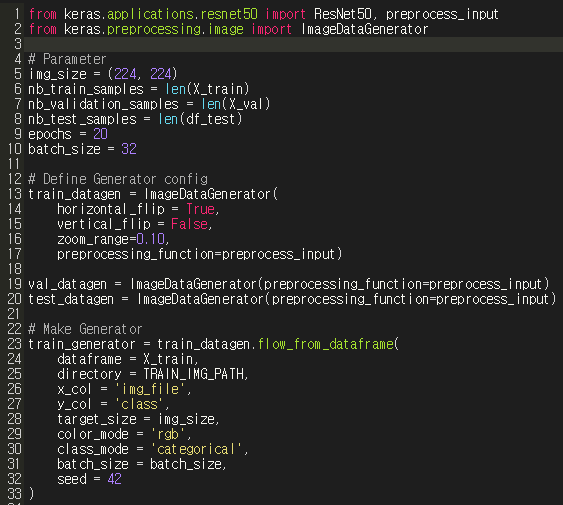 1 from keras.applications.resnet50 import ResNet50, preprocess_input
2 from keras.preprocessing.image import ImageDataGenerator
3
4 # Parameter
5 img_size = (224, 224)
6 nb_train_samples = len(X_train)
7 nb_validation_samples = len(X_val)
8 nb_test_samples = len(df_test)
9 epochs = 20
10 batch_size = 32
11
12 # Define Generator config
13 train_datagen = ImageDataGenerator(
14     horizontal_flip = True,
15     vertical_flip = False,
16     zoom_range=0.10,
17     preprocessing_function=preprocess_input)
18
19 val_datagen = ImageDataGenerator(preprocessing_function=preprocess_input)
20 test_datagen = ImageDataGenerator(preprocessing_function=preprocess_input)
21
22 # Make Generator
23 train_generator = train_datagen.flow_from_dataframe(
24     dataframe = X_train,
25     directory = TRAIN_IMG_PATH,
26     x_col = 'img_file',
27     y_col = 'class',
28     target_size = img_size,
29     color_mode = 'rgb',
30     class_mode = 'categorical',
31     batch_size = batch_size,
32     seed = 42
33 )